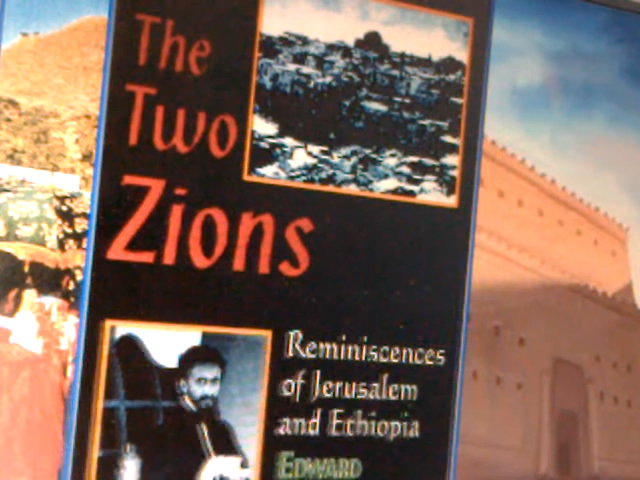 The
Two
Zions
Reminiscences
of Jerusalem
and Ethiopia
EDWARD